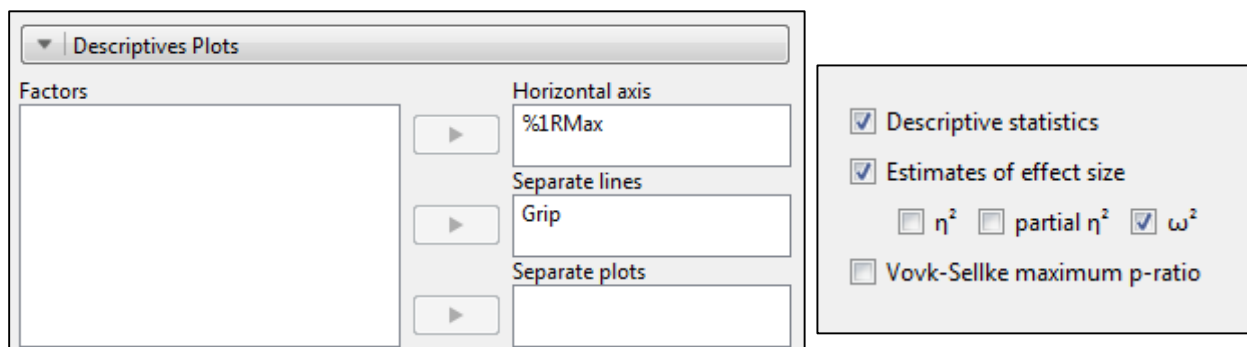 Descriptives Plots
Factors
Horizontal axis
%1RMax
Separate lines
Grip
Separate plots
Descriptive statistics
Estimates of effect size
η² partial η² ω²
Vovk-Sellke maximum p-ratio